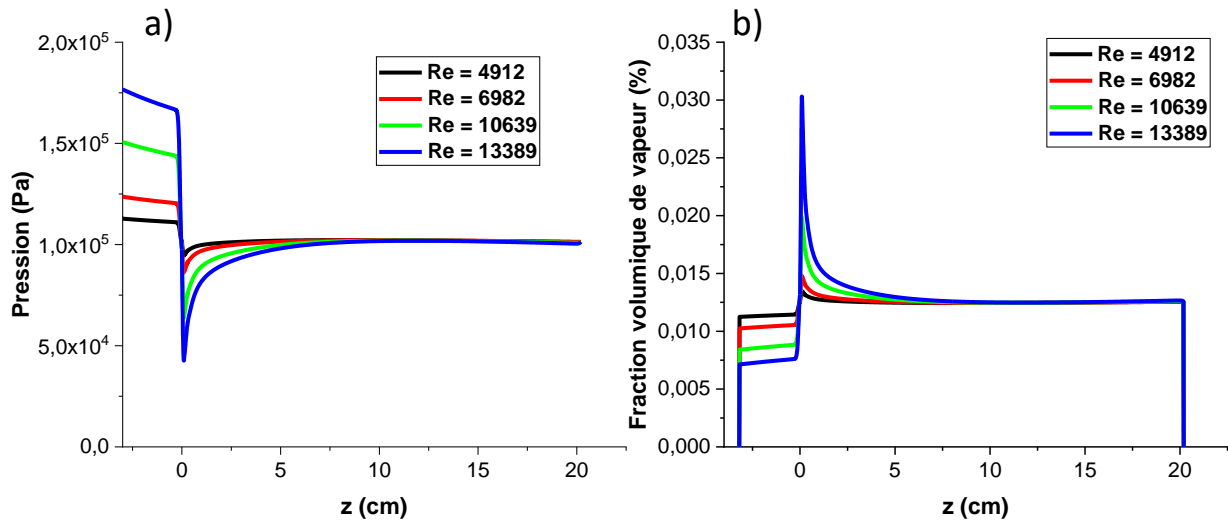 a)
2,0x10⁵
1,5x10⁵
1,0x10⁵
5,0x10⁴
0,0
Pression (Pa)
Re = 4912
Re = 6982
Re = 10639
Re = 13389
0 5 10 15 20
z (cm)
b)
0,035
0,030
0,025
0,020
0,015
0,010
0,005
0,000
Fraction volumique de vapeur (%)
Re = 4912
Re = 6982
Re = 10639
Re = 13389
0 5 10 15 20
z (cm)